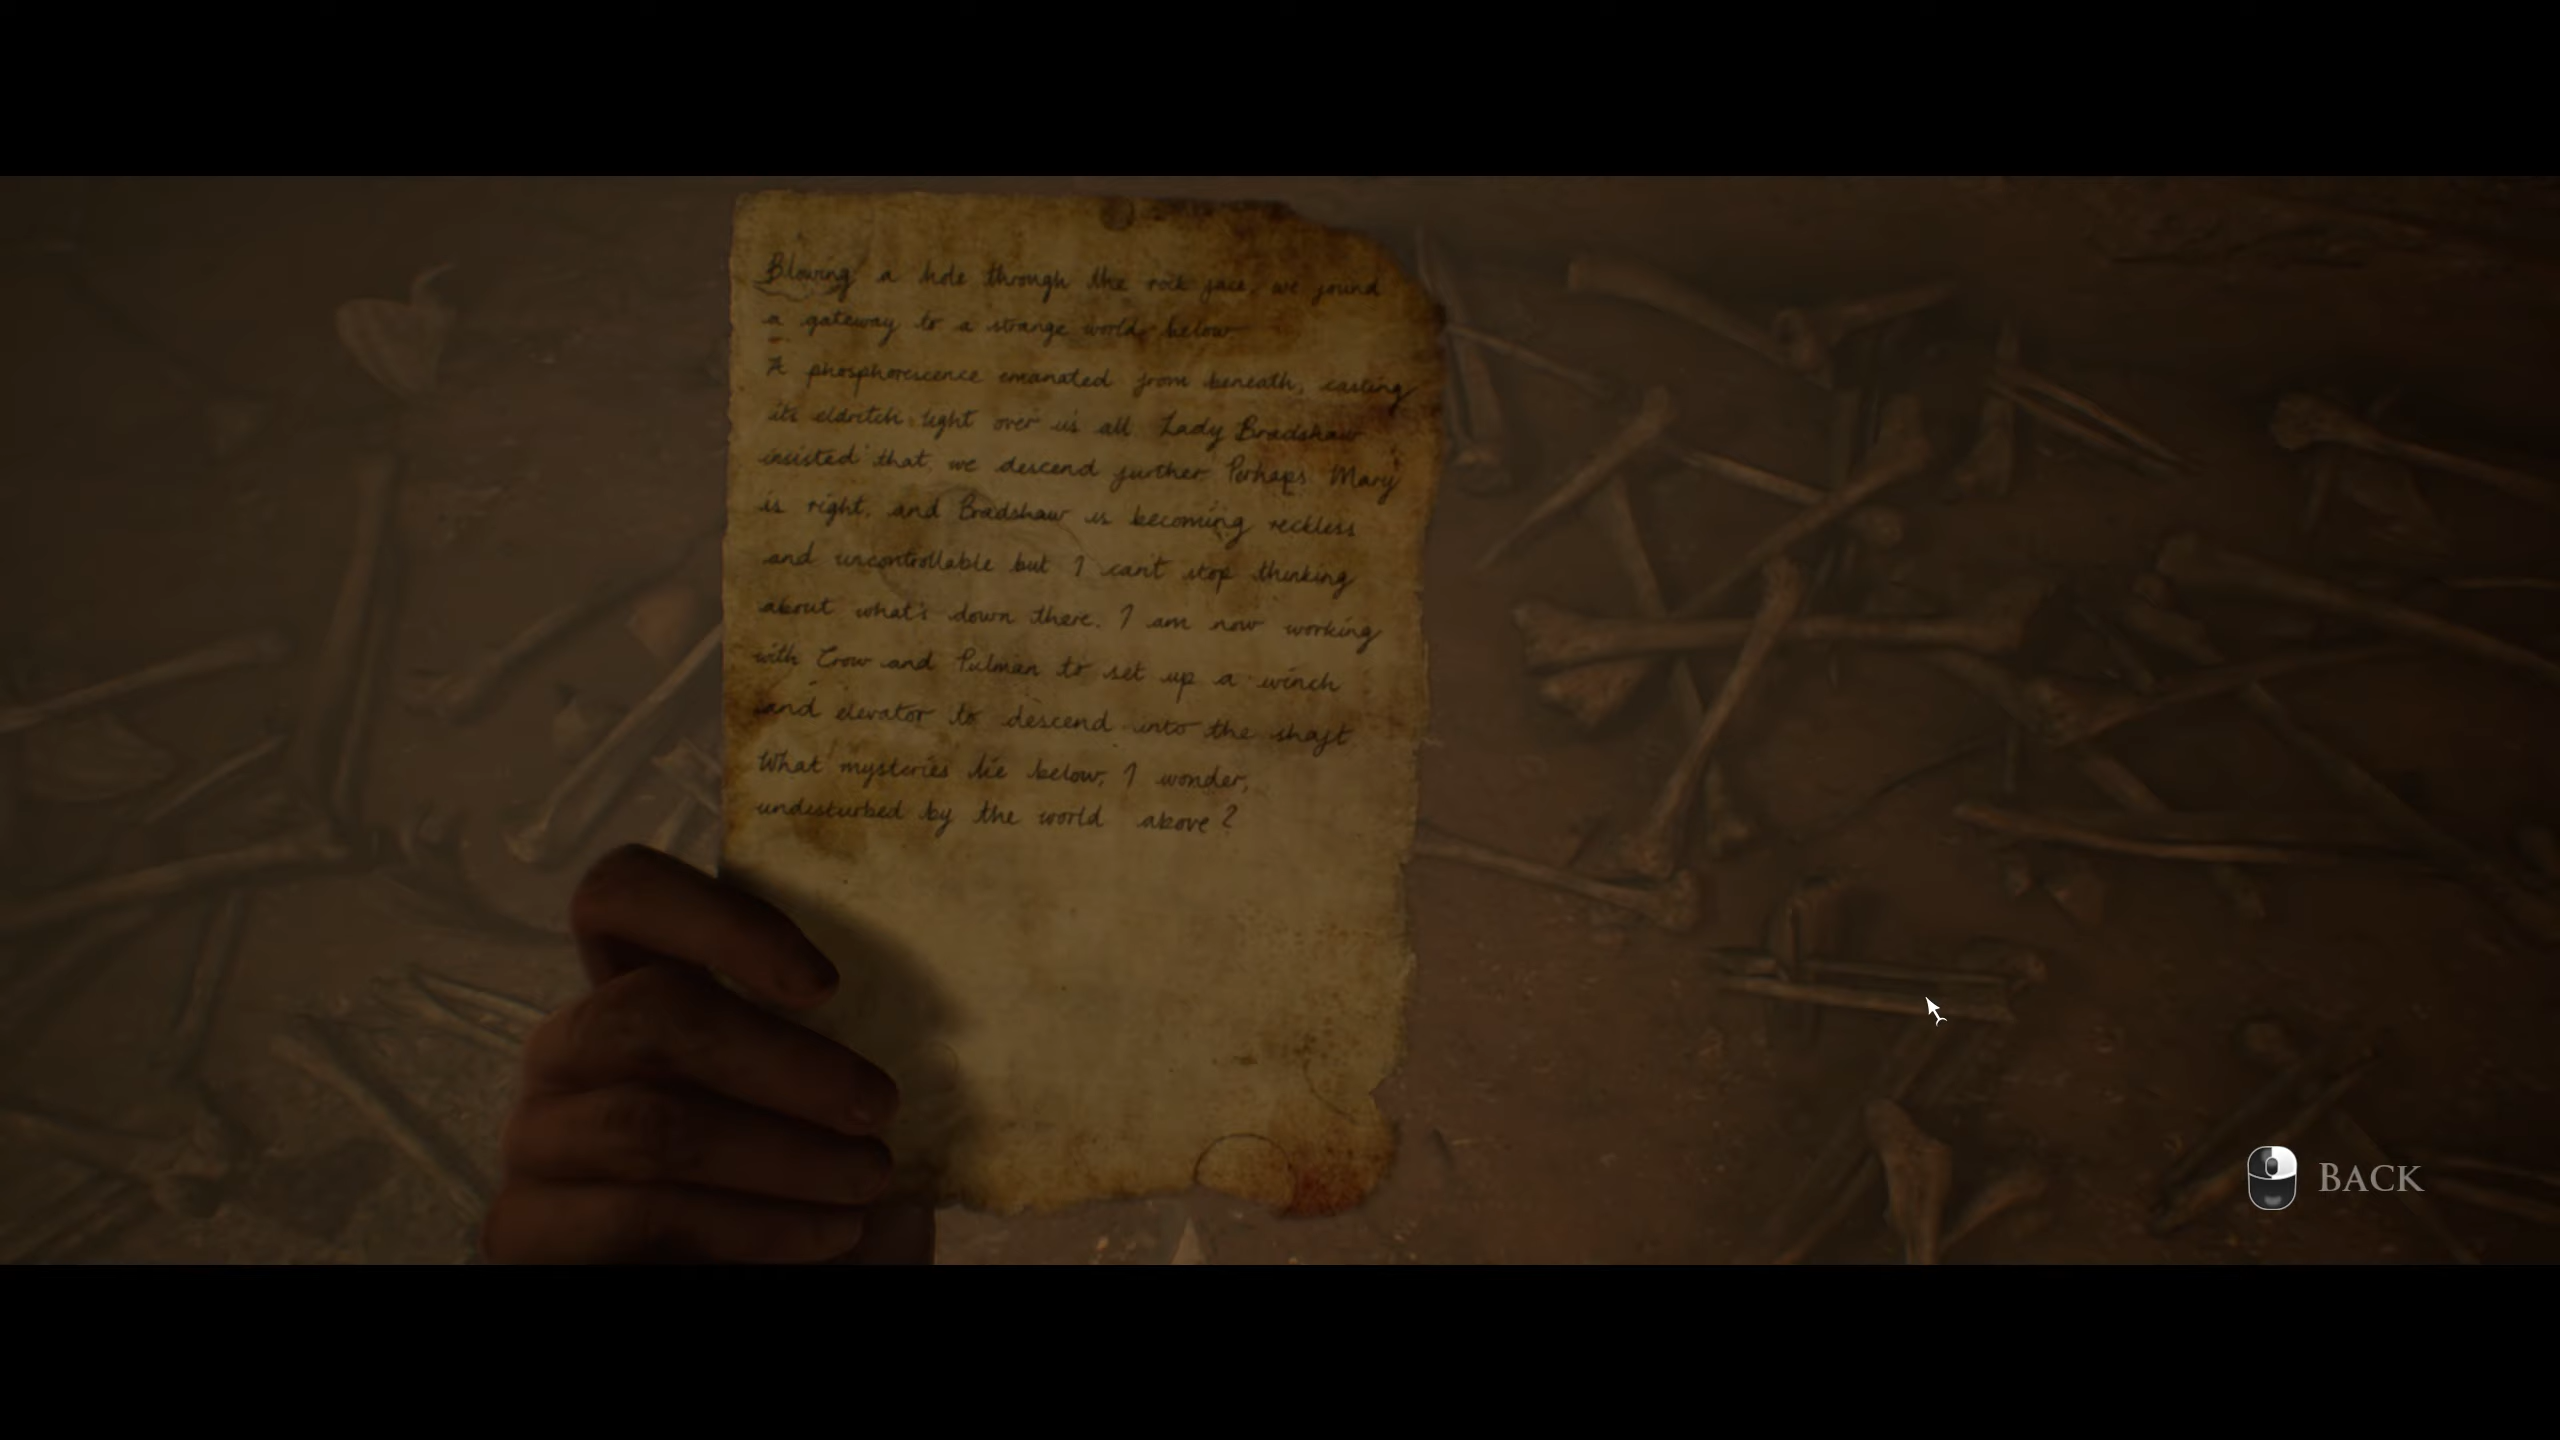 Blowing a hole through the rock face, we found
a gateway to a strange world below
A phosphorescence emanated from beneath, casting
its eldritch light over us all Lady Bradshaw
insisted that we descend further Perhaps Mary
is right, and Bradshaw is becoming reckless
and uncontrollable but I can't stop thinking
about what's down there. I am now working
with Crow and Pulman to set up a winch
and elevator to descend into the shaft
What mysteries lie below, I wonder,
undisturbed by the world above?
BACK